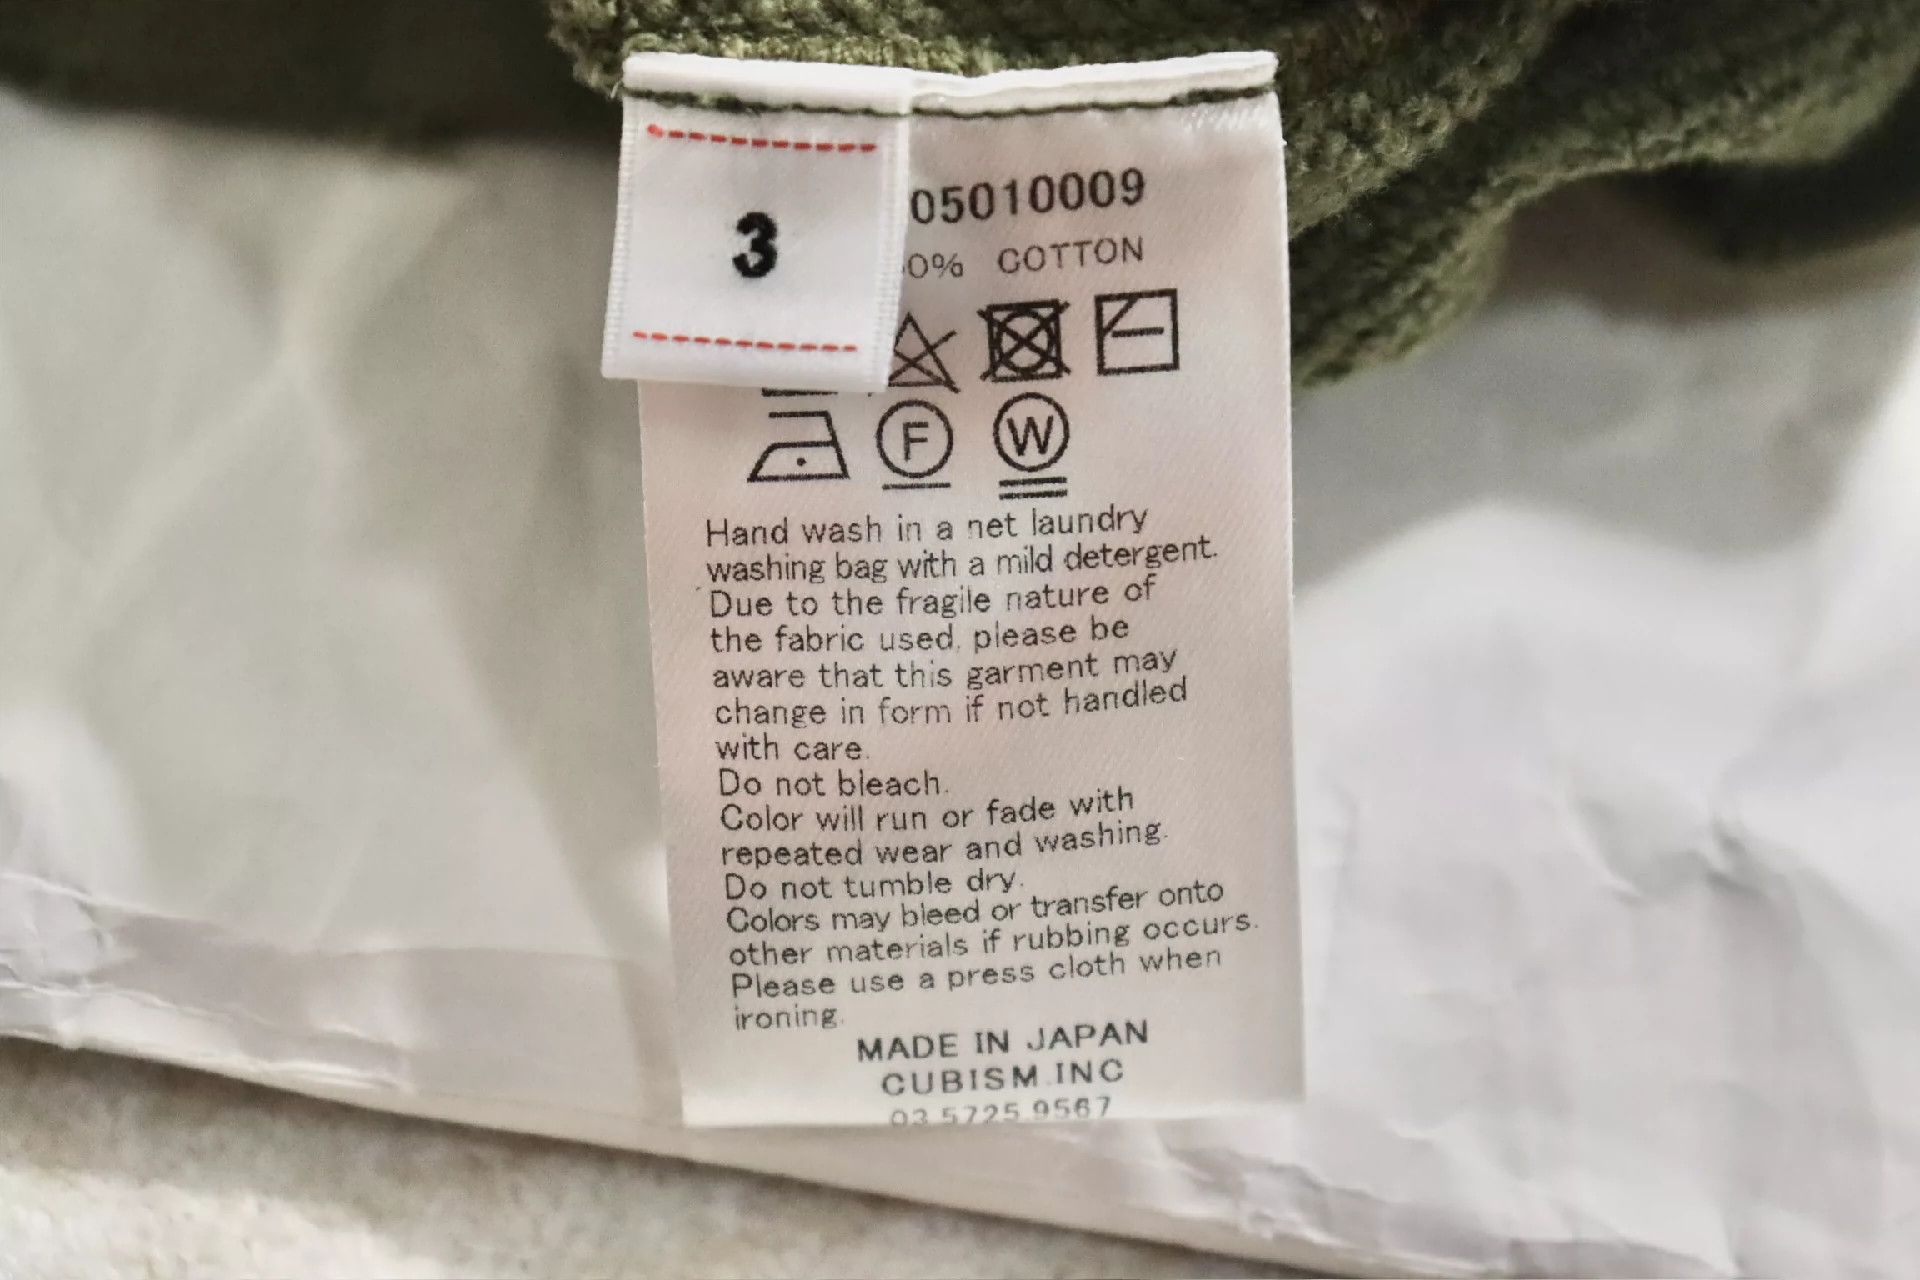 3
05010009
0% COTTON
F
W
Hand wash in a net laundry
washing bag with a mild detergent.
Due to the fragile nature of
the fabric used, please be
aware that this garment may
change in form if not handled
with care.
Do not bleach.
Color will run or fade with
repeated wear and washing.
Do not tumble dry.
Colors may bleed or transfer onto
other materials if rubbing occurs.
Please use a press cloth when
ironing.
MADE IN JAPAN
CUBISM.INC
03.5725.9567